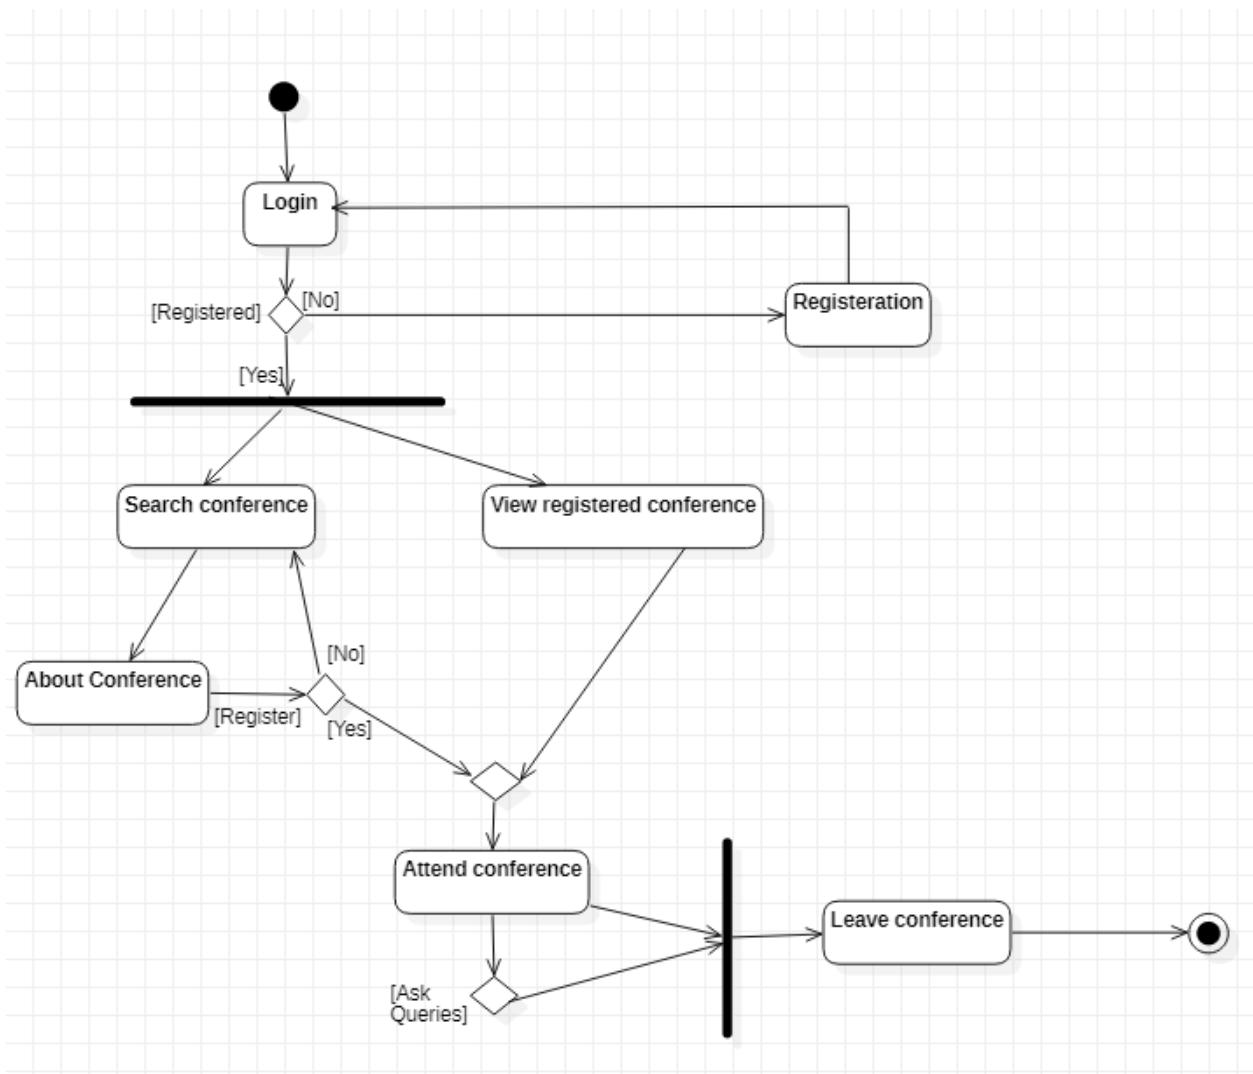 Login
[No]
[Registered]
Registeration
[Yes]
Search conference
View registered conference
[No]
About Conference
[Register]
[Yes]
Attend conference
Leave conference
[Ask
Queries]